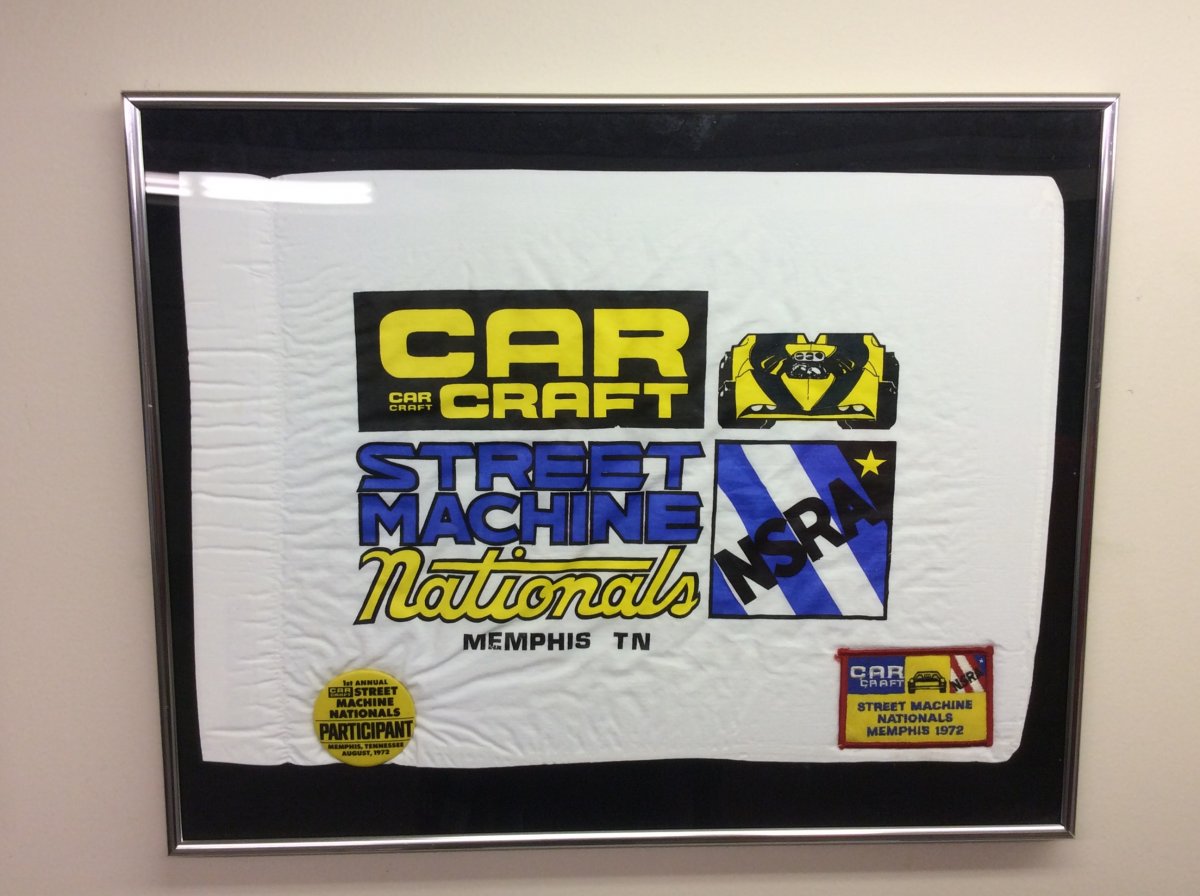 CAR
CAR
CRAFT
CRAFT
STREET
MACHINE
Nationals
MEMPHIS TN
NSRA
1st ANNUAL
CAR CRAFT STREET
MACHINE
NATIONALS
PARTICIPANT
MEMPHIS, TENNESSEE
AUGUST, 1972
CAR
CRAFT
NSRA
STREET MACHINE
NATIONALS
MEMPHIS 1972